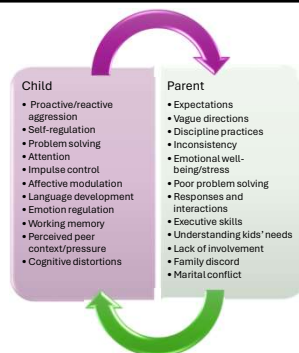 Child
• Proactive/reactive
aggression
• Self-regulation
• Problem solving
• Attention
• Impulse control
• Affective modulation
• Language development
• Emotion regulation
• Working memory
• Perceived peer
context/pressure
• Cognitive distortions
Parent
• Expectations
• Vague directions
• Discipline practices
• Inconsistency
• Emotional well-
being/stress
• Poor problem solving
• Responses and
interactions
• Executive skills
• Understanding kids’ needs
• Lack of involvement
• Family discord
• Marital conflict